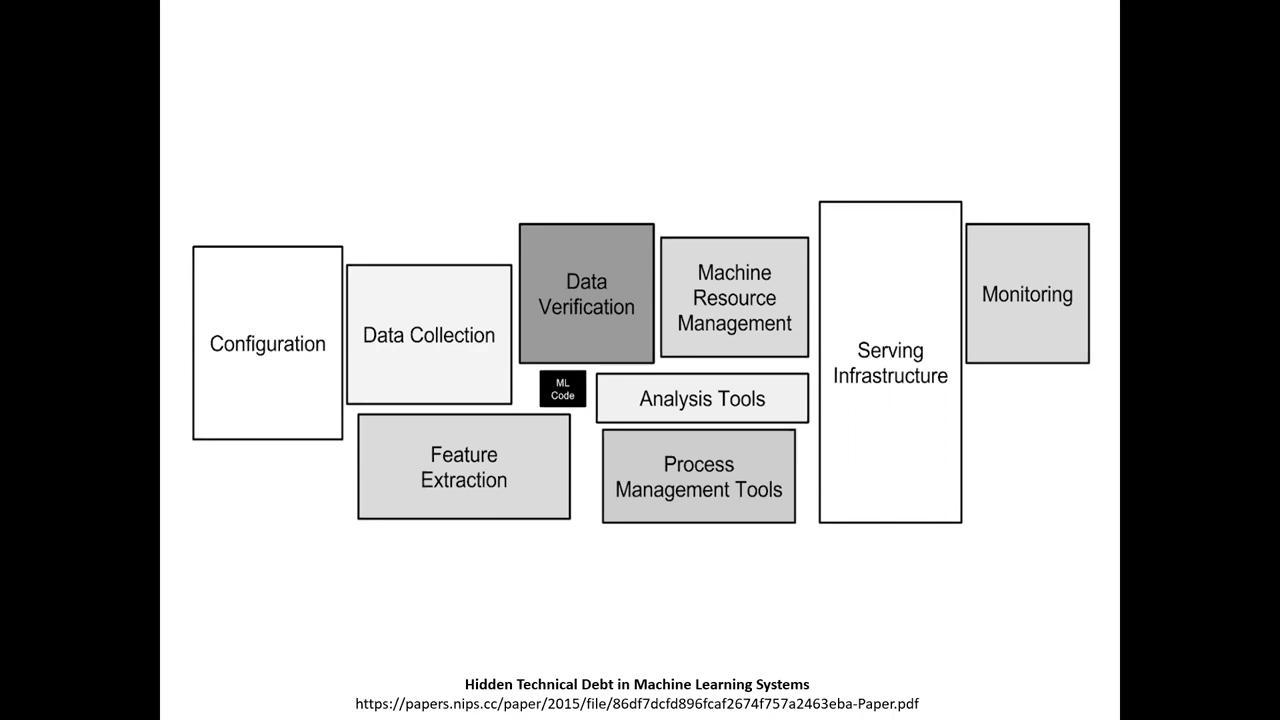 Configuration
Data Collection
Data
Verification
Machine
Resource
Management
Serving
Infrastructure
Monitoring
ML
Code
Analysis Tools
Feature
Extraction
Process
Management Tools
Hidden Technical Debt in Machine Learning Systems
https://papers.nips.cc/paper/2015/file/86df7dcfd896fcaf2674f757a2463eba-Paper.pdf